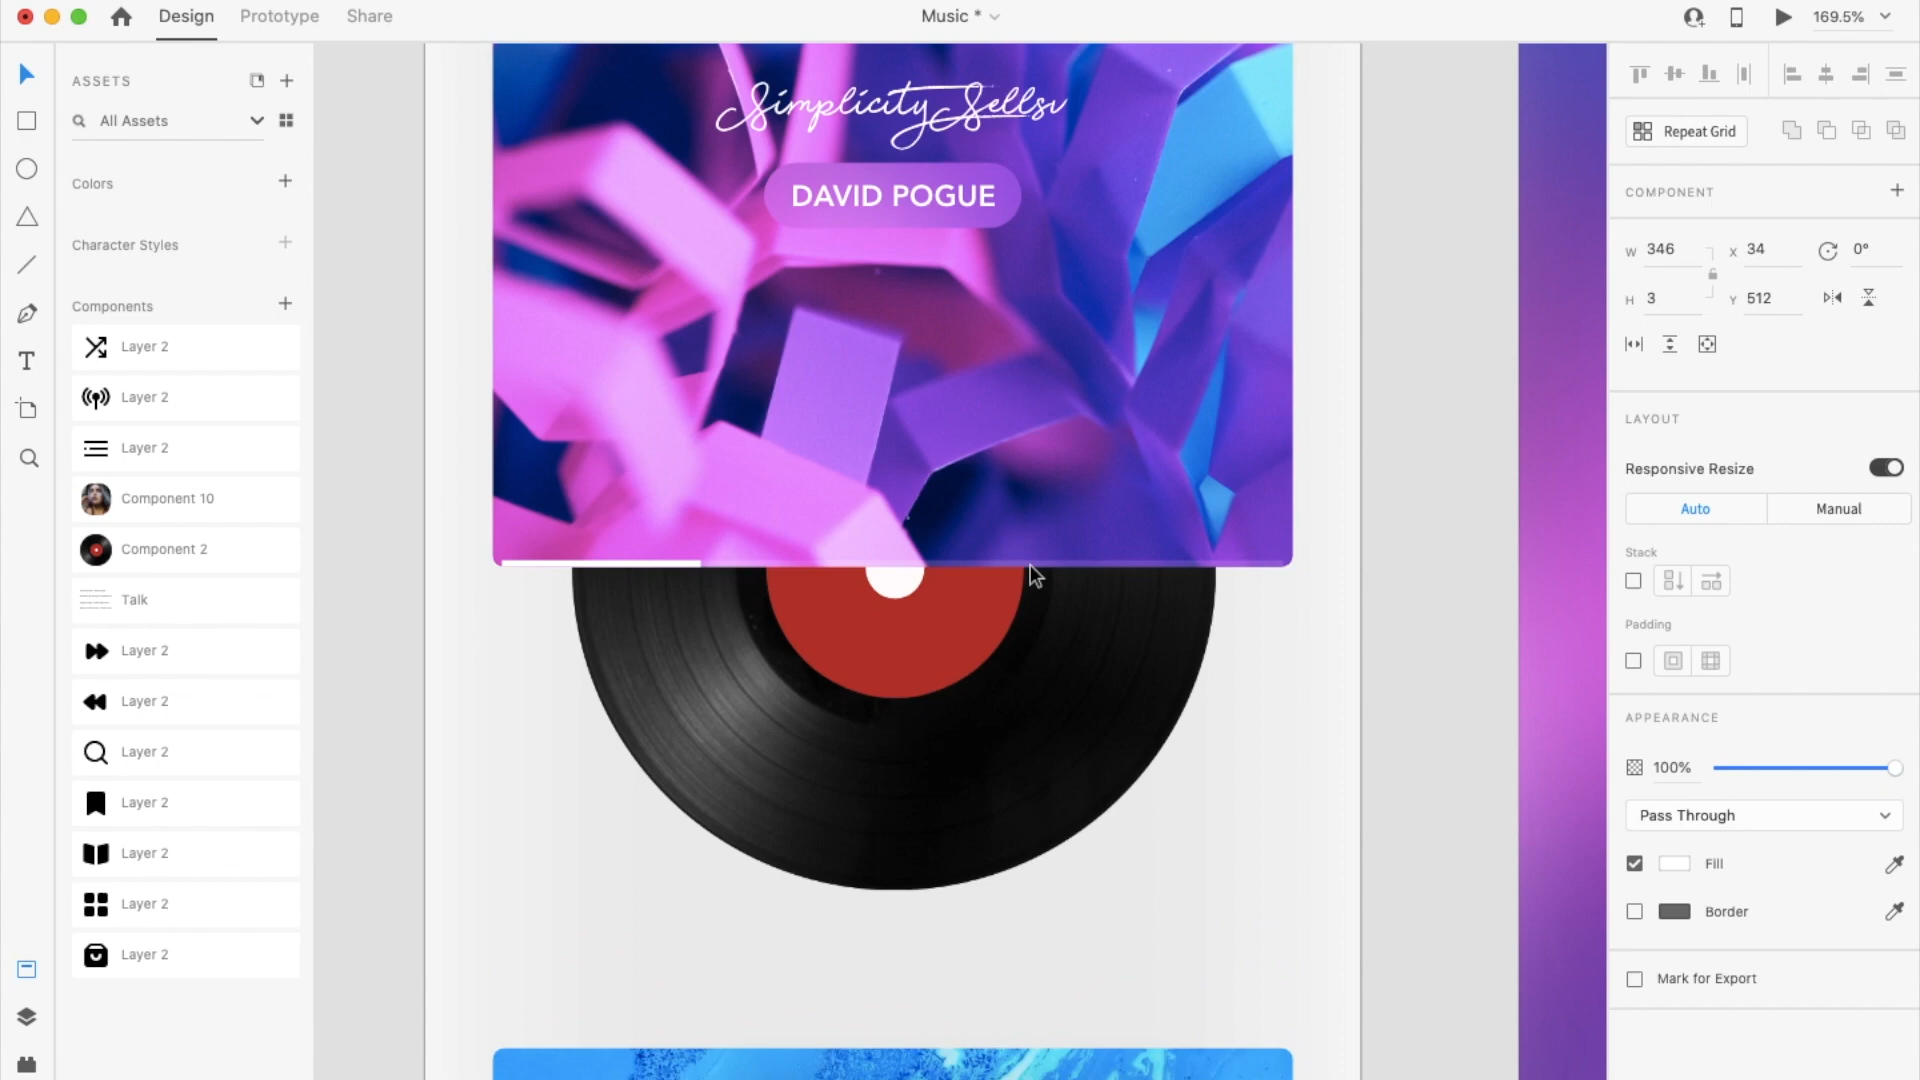 Design
Prototype
Share
Music *
169.5%
ASSETS
All Assets
Colors
Character Styles
Components
Layer 2
Layer 2
Layer 2
Component 10
Component 2
Talk
Layer 2
Layer 2
Layer 2
Layer 2
Layer 2
Layer 2
Layer 2
Simplicity Sells
DAVID POGUE
Repeat Grid
COMPONENT
W 346
X 34
0°
H 3
Y 512
LAYOUT
Responsive Resize
Auto
Manual
Stack
Padding
APPEARANCE
100%
Pass Through
Fill
Border
Mark for Export